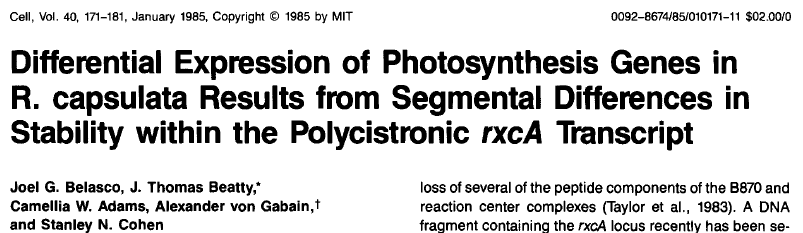 Cell, Vol. 40, 171–181, January 1985, Copyright © 1985 by MIT
0092–8674/85/010171–11 $02.00/0
Differential Expression of Photosynthesis Genes in
R. capsulata Results from Segmental Differences in
Stability within the Polycistronic rxcA Transcript
Joel G. Belasco, J. Thomas Beatty,*
Camellia W. Adams, Alexander von Gabain,†
and Stanley N. Cohen
loss of several of the peptide components of the B870 and
reaction center complexes (Taylor et al., 1983). A DNA
fragment containing the rxcA locus recently has been se-